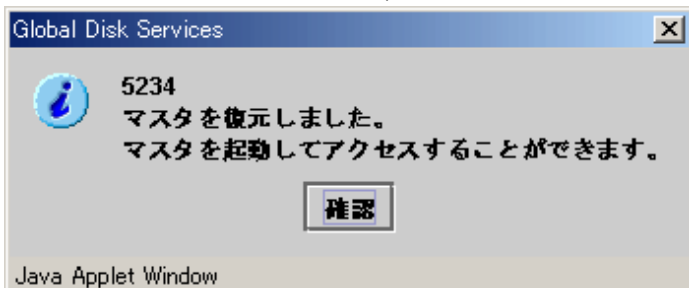 Global Disk Services
5234
マスタを復元しました。
マスタを起動してアクセスすることができます。
確認
Java Applet Window